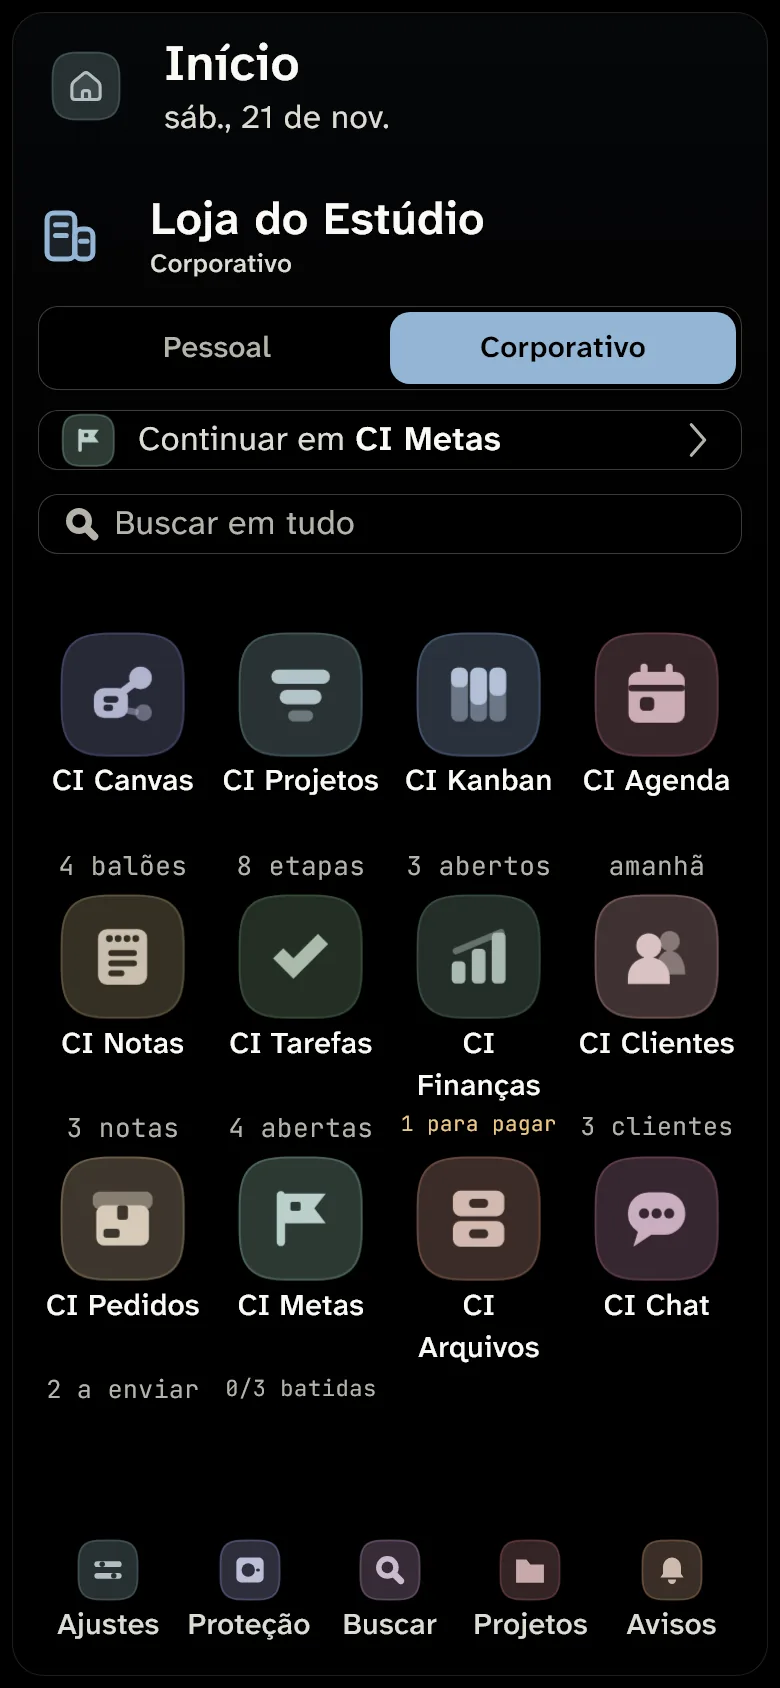 Início
sáb., 21 de nov.
Loja do Estúdio
Corporativo
Pessoal
Corporativo
Continuar em CI Metas
Buscar em tudo
CI Canvas
CI Projetos
CI Kanban
CI Agenda
4 balões
8 etapas
3 abertos
amanhã
CI Notas
CI Tarefas
CI
Finanças
CI Clientes
3 notas
4 abertas
1 para pagar
3 clientes
CI Pedidos
CI Metas
CI
Arquivos
CI Chat
2 a enviar
0/3 batidas
Ajustes
Proteção
Buscar
Projetos
Avisos